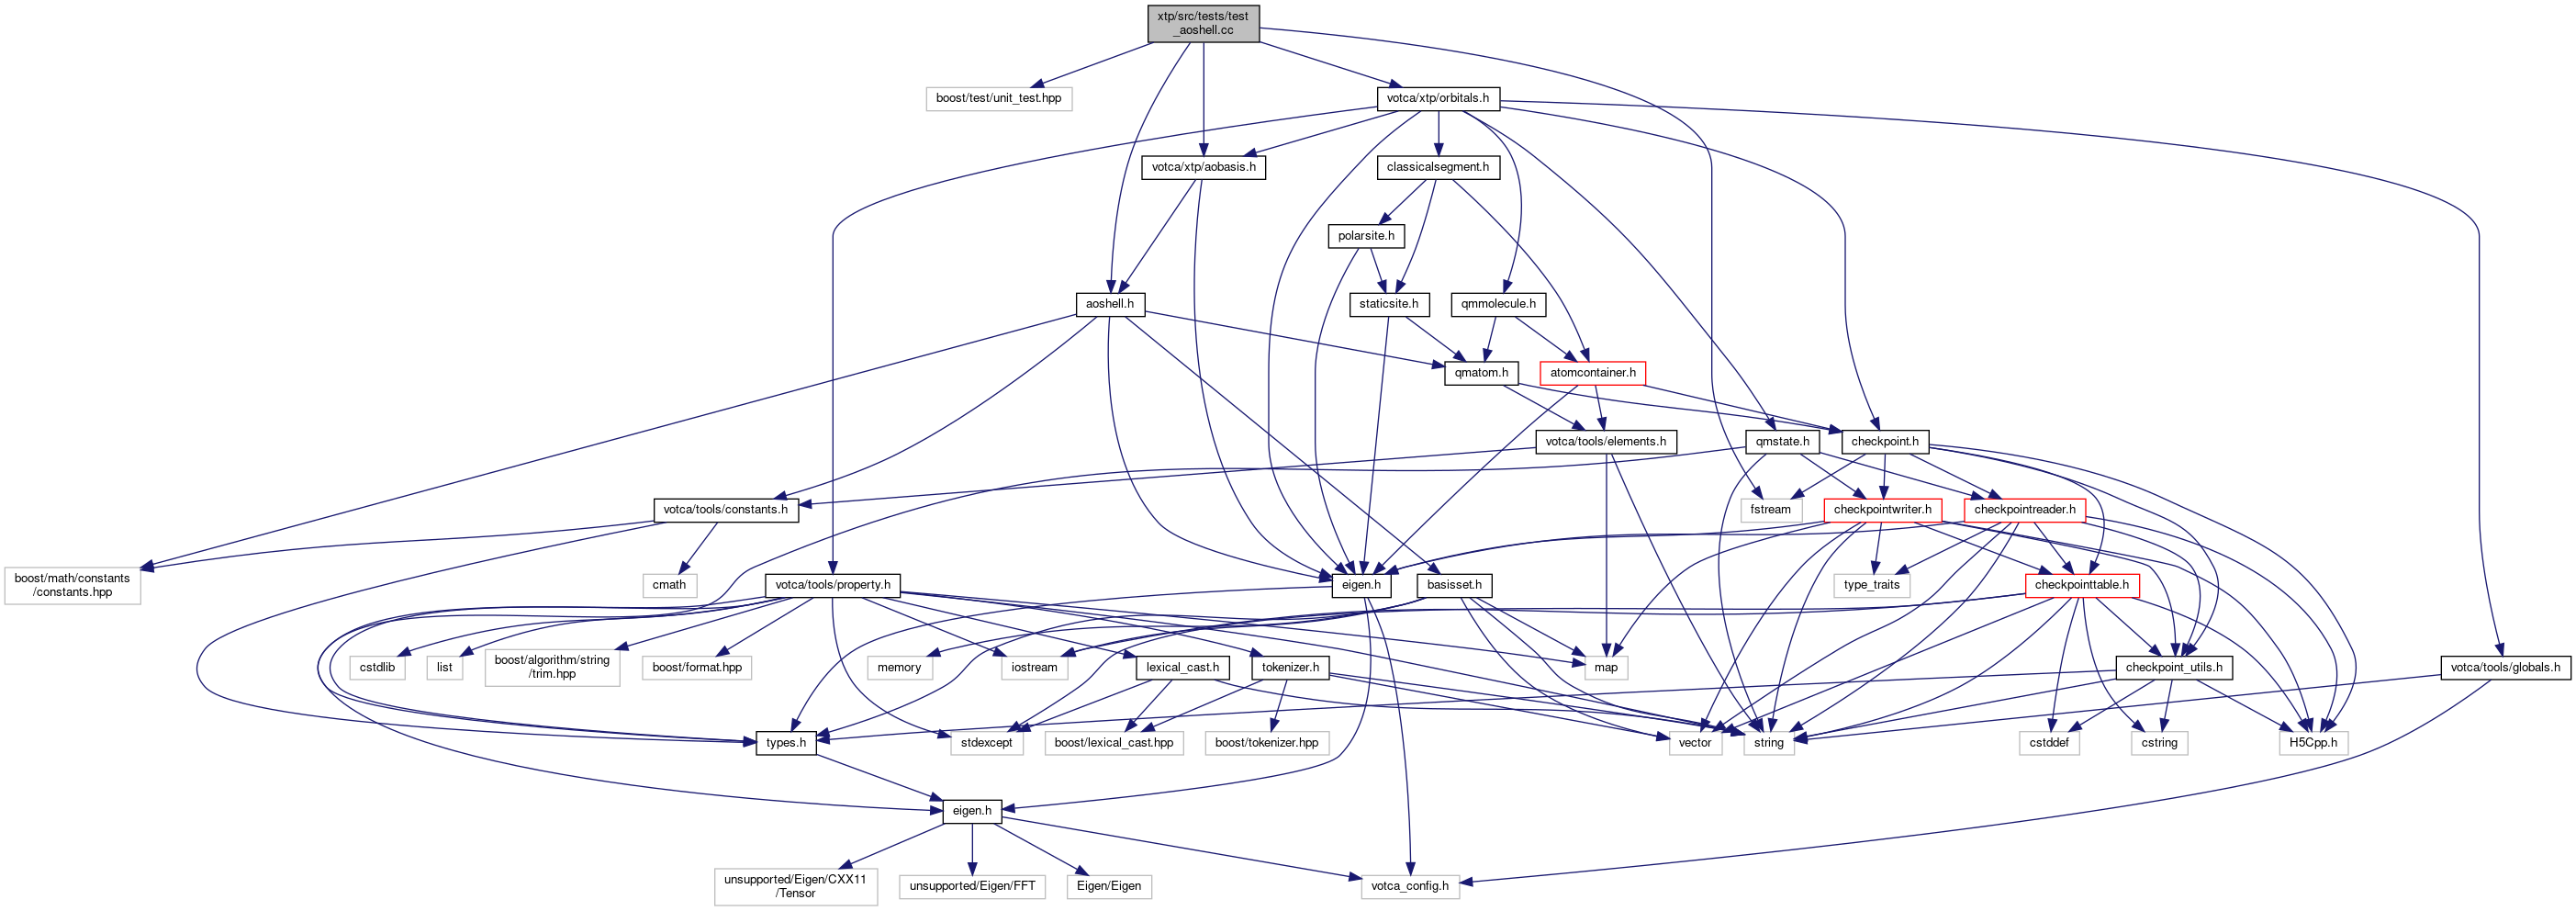 xtp/src/tests/test
_aoshell.cc
boost/test/unit_test.hpp
votca/xtp/orbitals.h
votca/xtp/aobasis.h
classicalsegment.h
polarsite.h
aoshell.h
staticsite.h
qmmolecule.h
qmatom.h
atomcontainer.h
votca/tools/elements.h
qmstate.h
checkpoint.h
votca/tools/constants.h
fstream
checkpointwriter.h
checkpointreader.h
boost/math/constants
/constants.hpp
cmath
votca/tools/property.h
eigen.h
basisset.h
type_traits
checkpointtable.h
cstdlib
list
boost/algorithm/string
/trim.hpp
boost/format.hpp
memory
iostream
lexical_cast.h
tokenizer.h
map
checkpoint_utils.h
votca/tools/globals.h
types.h
stdexcept
boost/lexical_cast.hpp
boost/tokenizer.hpp
vector
string
cstddef
cstring
H5Cpp.h
eigen.h
unsupported/Eigen/CXX11
/Tensor
unsupported/Eigen/FFT
Eigen/Eigen
votca_config.h